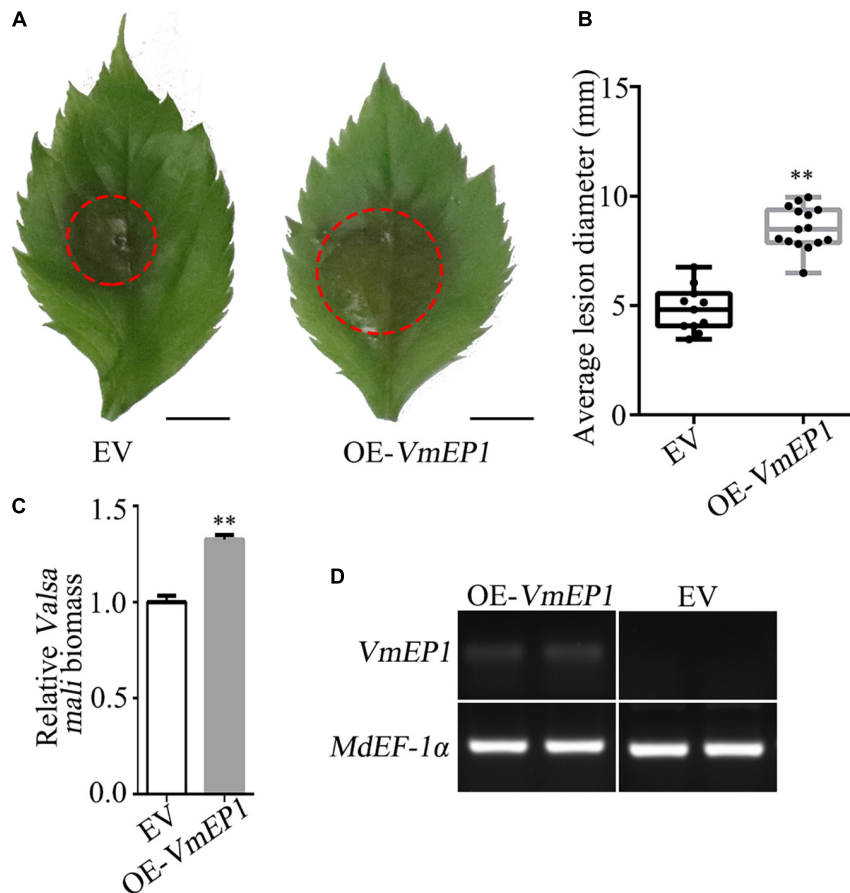 A
EV
OE-VmEP1
B
Average lesion diameter (mm)
15
10
5
0
**
EV
OE-VmEP1
C
Relative Valsa
mali biomass
1.5
1.0
0.5
0.0
**
EV
OE-VmEP1
D
OE-VmEP1 EV
VmEP1
MdEF-1α